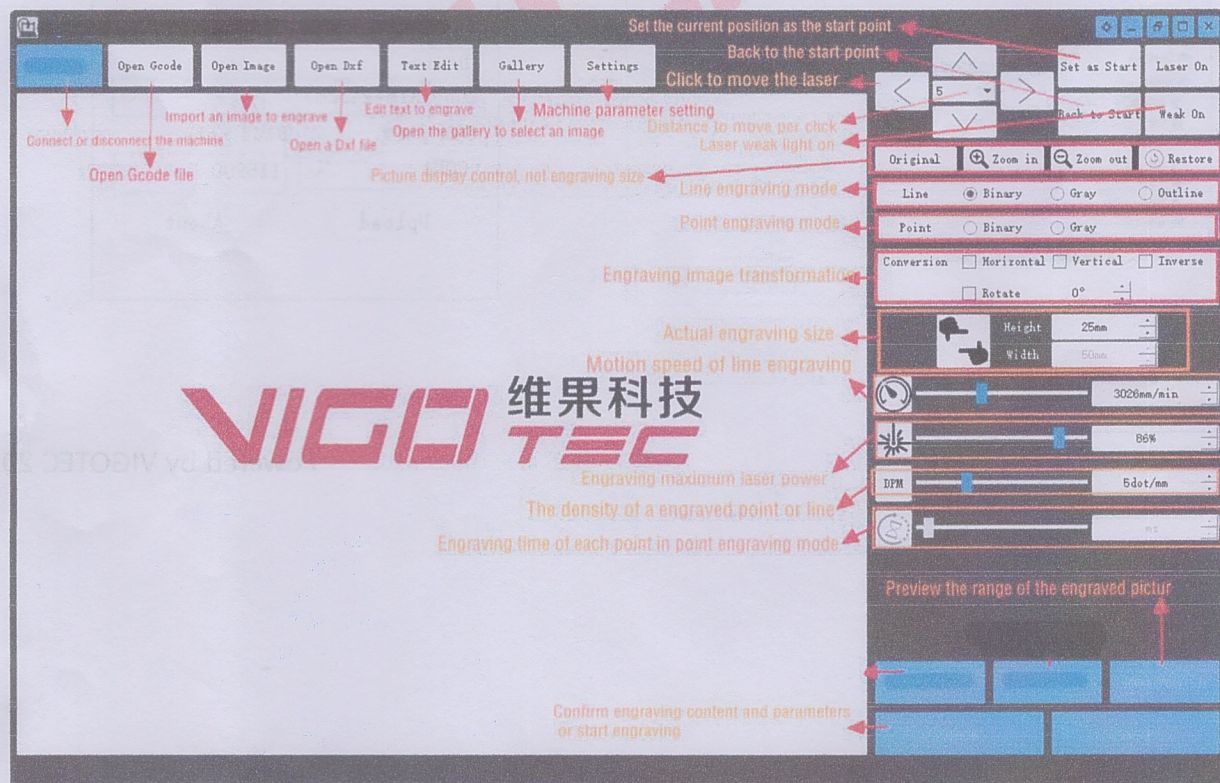 Set the current position as the start point
Back to the start point
Click to move the laser
Open Gcode
Open Image
Open Dxf
Text Edit
Gallery
Settings
5
Set as Start
Laser On
Back to Start
Weak On
Connect or disconnect the machine
Open Gcode file
Import an image to engrave
Open a Dxf file
Edit text to engrave
Open the gallery to select an image
Machine parameter setting
Distance to move per click
Laser weak light on
Picture display control, not engraving size
Original
Zoom in
Zoom out
Restore
Line engraving mode
Line
Binary
Gray
Outline
Point engraving mode
Point
Binary
Gray
Engraving image transformation
Conversion
Horizontal
Vertical
Inverse
Rotate
0°
Actual engraving size
Height
25mm
Width
50mm
Motion speed of line engraving
3026mm/min
VIGO 维果科技
TEC
86%
Engraving maximum laser power
DPM
5dot/mm
The density of a engraved point or line
Engraving time of each point in point engraving mode
ms
Preview the range of the engraved pictur
Confirm engraving content and parameters
or start engraving